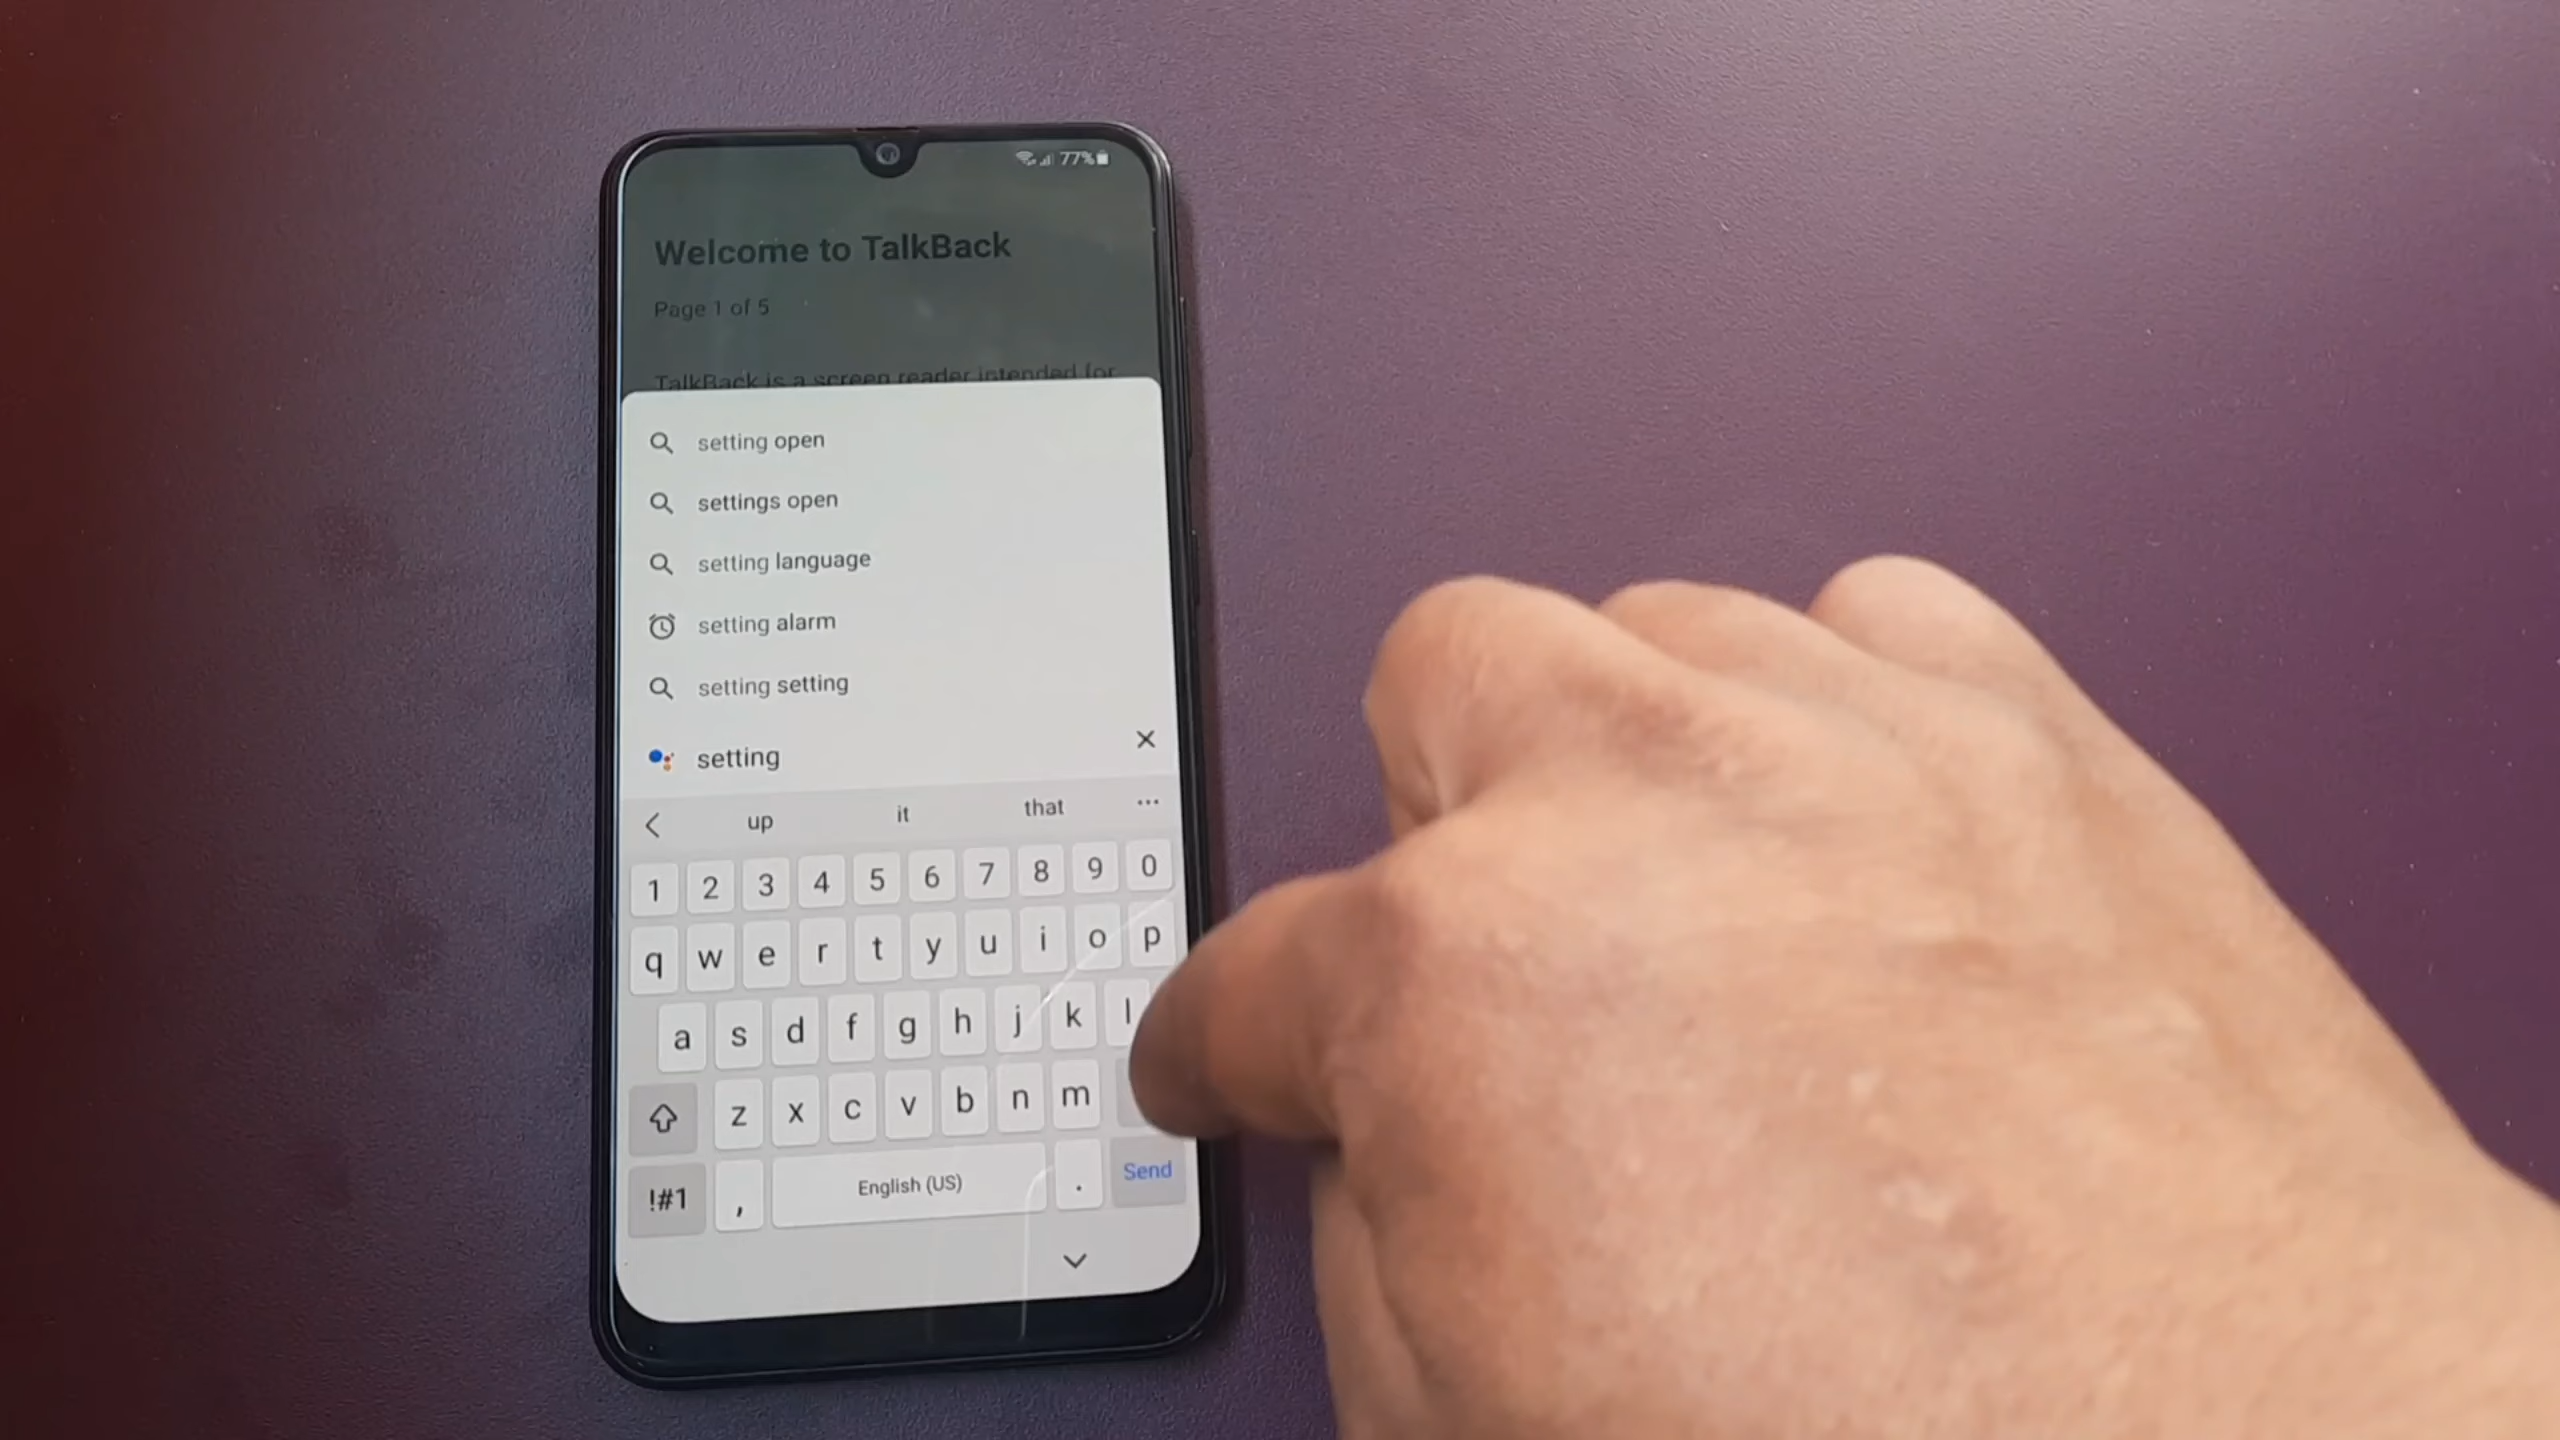 77%
Welcome to TalkBack
Page 1 of 5
TalkBack is a screen reader intended for
setting open
settings open
setting language
setting alarm
setting setting
setting
up it that ...
1 2 3 4 5 6 7 8 9 0
q w e r t y u i o p
a s d f g h j k l
z x c v b n m
!#1 , English (US) . Send